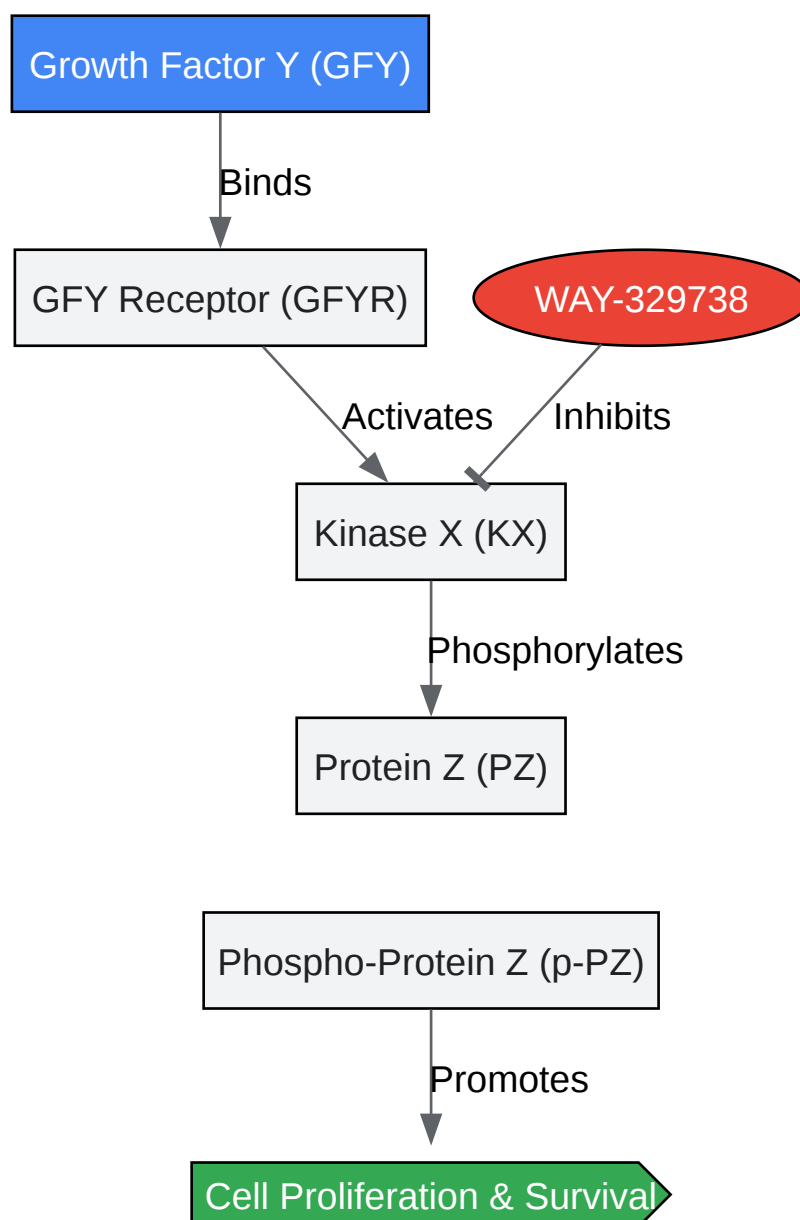 Growth Factor Y (GFY)
Binds
GFY Receptor (GFYR)
WAY-329738
Activates
Inhibits
Kinase X (KX)
Phosphorylates
Protein Z (PZ)
Phospho-Protein Z (p-PZ)
Promotes
Cell Proliferation & Survival